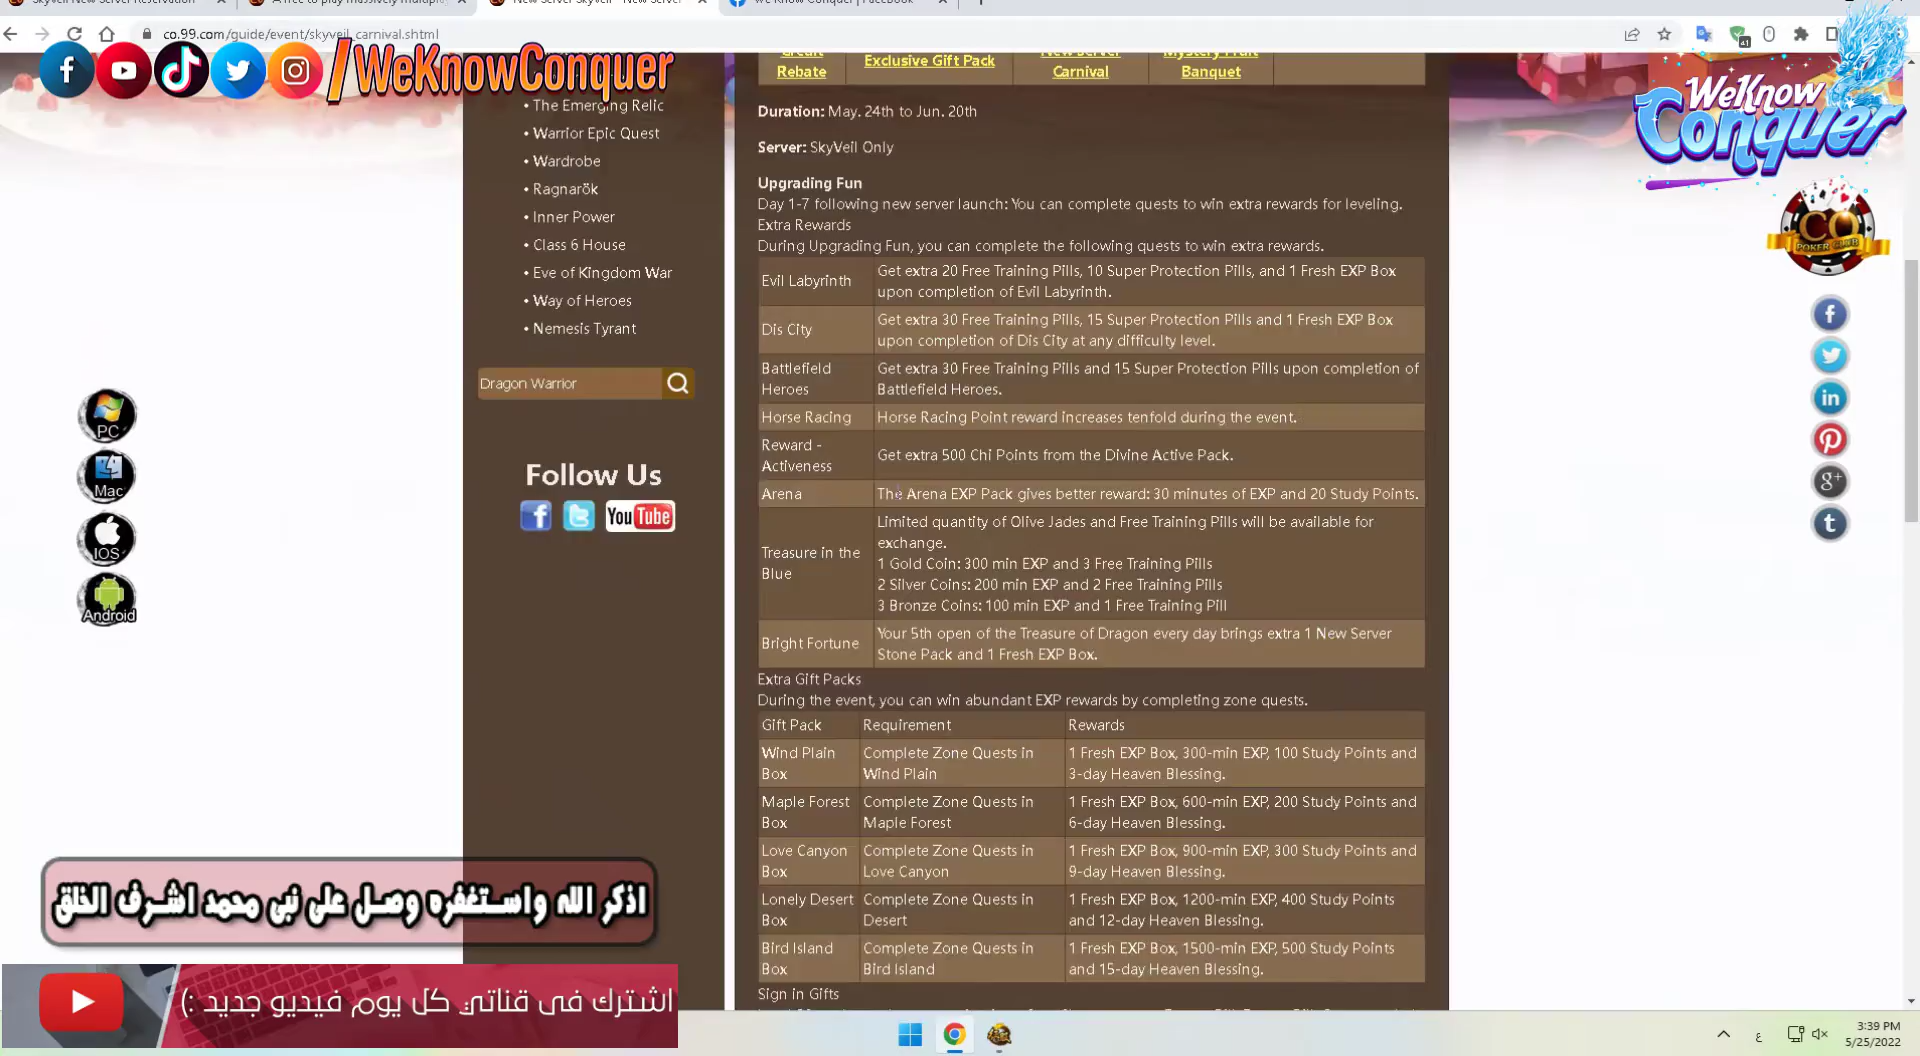 co.99.com/guide/event/skyveil_carnival.shtml
/WeKnowConquer
WeKnow
Conquer
CO
POKER CLUB
Rebate
Exclusive Gift Pack
Carnival
Banquet
• The Emerging Relic
• Warrior Epic Quest
• Wardrobe
• Ragnarök
• Inner Power
• Class 6 House
• Eve of Kingdom War
• Way of Heroes
• Nemesis Tyrant
Dragon Warrior
Follow Us
You Tube
PC
Mac
IOS
Android
Duration: May. 24th to Jun. 20th
Server: SkyVeil Only
Upgrading Fun
Day 1-7 following new server launch: You can complete quests to win extra rewards for leveling.
Extra Rewards
During Upgrading Fun, you can complete the following quests to win extra rewards.
Evil Labyrinth
Get extra 20 Free Training Pills, 10 Super Protection Pills, and 1 Fresh EXP Box
upon completion of Evil Labyrinth.
Dis City
Get extra 30 Free Training Pills, 15 Super Protection Pills and 1 Fresh EXP Box
upon completion of Dis City at any difficulty level.
Battlefield
Heroes
Get extra 30 Free Training Pills and 15 Super Protection Pills upon completion of
Battlefield Heroes.
Horse Racing
Horse Racing Point reward increases tenfold during the event.
Reward -
Activeness
Get extra 500 Chi Points from the Divine Active Pack.
Arena
The Arena EXP Pack gives better reward: 30 minutes of EXP and 20 Study Points.
Treasure in the
Blue
Limited quantity of Olive Jades and Free Training Pills will be available for
exchange.
1 Gold Coin: 300 min EXP and 3 Free Training Pills
2 Silver Coins: 200 min EXP and 2 Free Training Pills
3 Bronze Coins: 100 min EXP and 1 Free Training Pill
Bright Fortune
Your 5th open of the Treasure of Dragon every day brings extra 1 New Server
Stone Pack and 1 Fresh EXP Box.
Extra Gift Packs
During the event, you can win abundant EXP rewards by completing zone quests.
Gift Pack
Requirement
Rewards
Wind Plain
Box
Complete Zone Quests in
Wind Plain
1 Fresh EXP Box, 300-min EXP, 100 Study Points and
3-day Heaven Blessing.
Maple Forest
Box
Complete Zone Quests in
Maple Forest
1 Fresh EXP Box, 600-min EXP, 200 Study Points and
6-day Heaven Blessing.
Love Canyon
Box
Complete Zone Quests in
Love Canyon
1 Fresh EXP Box, 900-min EXP, 300 Study Points and
9-day Heaven Blessing.
Lonely Desert
Box
Complete Zone Quests in
Desert
1 Fresh EXP Box, 1200-min EXP, 400 Study Points
and 12-day Heaven Blessing.
Bird Island
Box
Complete Zone Quests in
Bird Island
1 Fresh EXP Box, 1500-min EXP, 500 Study Points
and 15-day Heaven Blessing.
Sign in Gifts
اذكر الله واستغفره وصل على نبي محمد اشرف الخلق
اشترك فى قناتي كل يوم فيديو جديد :)
41
ع
3:39 PM
5/25/2022